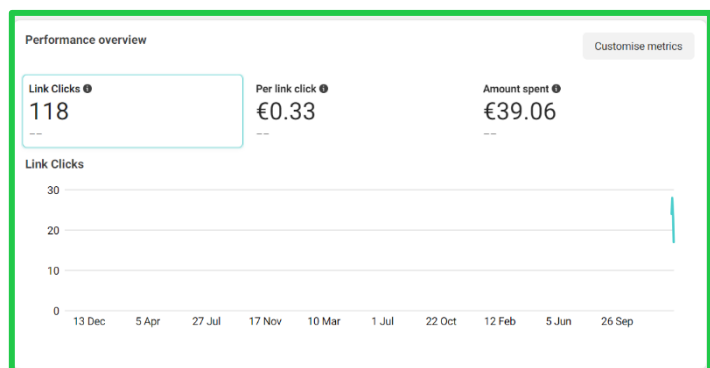 Performance overview
Customise metrics
Link Clicks
118
--
Per link click
€0.33
--
Amount spent
€39.06
--
Link Clicks
30
20
10
0
13 Dec 5 Apr 27 Jul 17 Nov 10 Mar 1 Jul 22 Oct 12 Feb 5 Jun 26 Sep